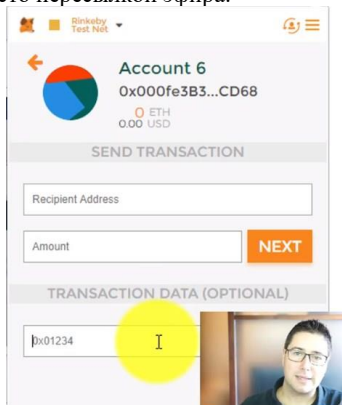 Rinkeby
Test Net
Account 6
0x000fe3B3...CD68
0 ETH
0.00 USD
SEND TRANSACTION
Recipient Address
Amount
NEXT
TRANSACTION DATA (OPTIONAL)
0x01234